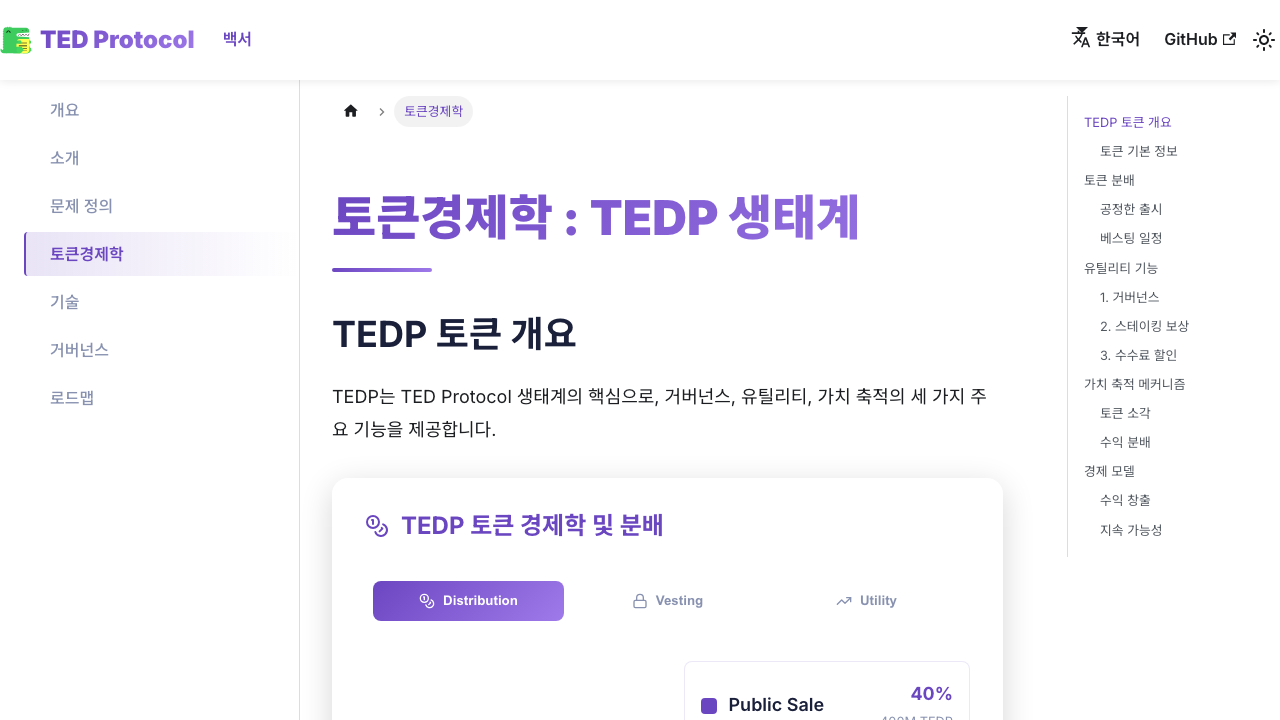 TED Protocol
백서
한국어
GitHub
개요
소개
문제 정의
토큰경제학
기술
거버넌스
로드맵
토큰경제학
토큰경제학 : TEDP 생태계
TEDP 토큰 개요
TEDP는 TED Protocol 생태계의 핵심으로, 거버넌스, 유틸리티, 가치 축적의 세 가지 주
요 기능을 제공합니다.
TEDP 토큰 경제학 및 분배
Distribution
Vesting
Utility
Public Sale
40%
400M TEDP
TEDP 토큰 개요
토큰 기본 정보
토큰 분배
공정한 출시
베스팅 일정
유틸리티 기능
1. 거버넌스
2. 스테이킹 보상
3. 수수료 할인
가치 축적 메커니즘
토큰 소각
수익 분배
경제 모델
수익 창출
지속 가능성